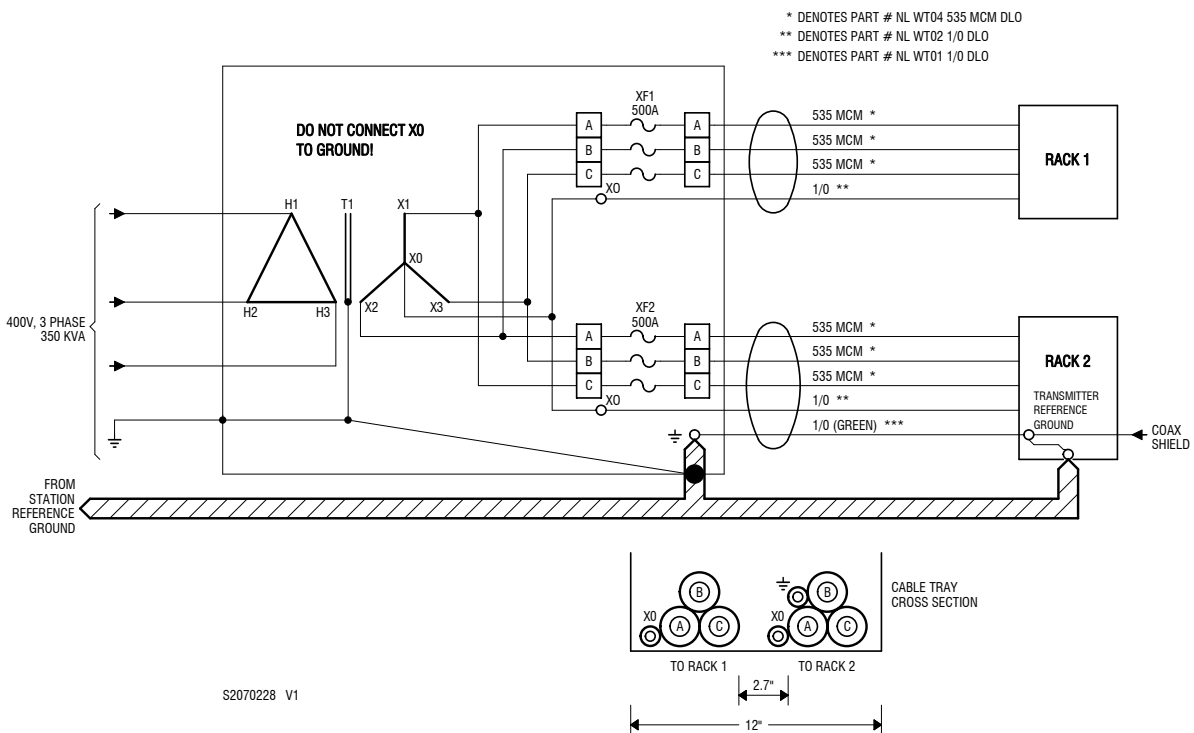 * DENOTES PART # NL WT04 535 MCM DLO
** DENOTES PART # NL WT02 1/0 DLO
*** DENOTES PART # NL WT01 1/0 DLO
DO NOT CONNECT X0
TO GROUND!
XF1
500A
A
A
B
B
C
C
XO
535 MCM *
535 MCM *
535 MCM *
1/0 **
RACK 1
H1
T1
X1
X0
H2
H3
X2
X3
400V, 3 PHASE
350 KVA
XF2
500A
A
A
B
B
C
C
XO
535 MCM *
535 MCM *
535 MCM *
1/0 **
1/0 (GREEN) ***
RACK 2
TRANSMITTER
REFERENCE
GROUND
COAX
SHIELD
FROM
STATION
REFERENCE
GROUND
B
X0
A
C
B
X0
A
C
CABLE TRAY
CROSS SECTION
TO RACK 1
TO RACK 2
2.7"
12"
S2070228 V1